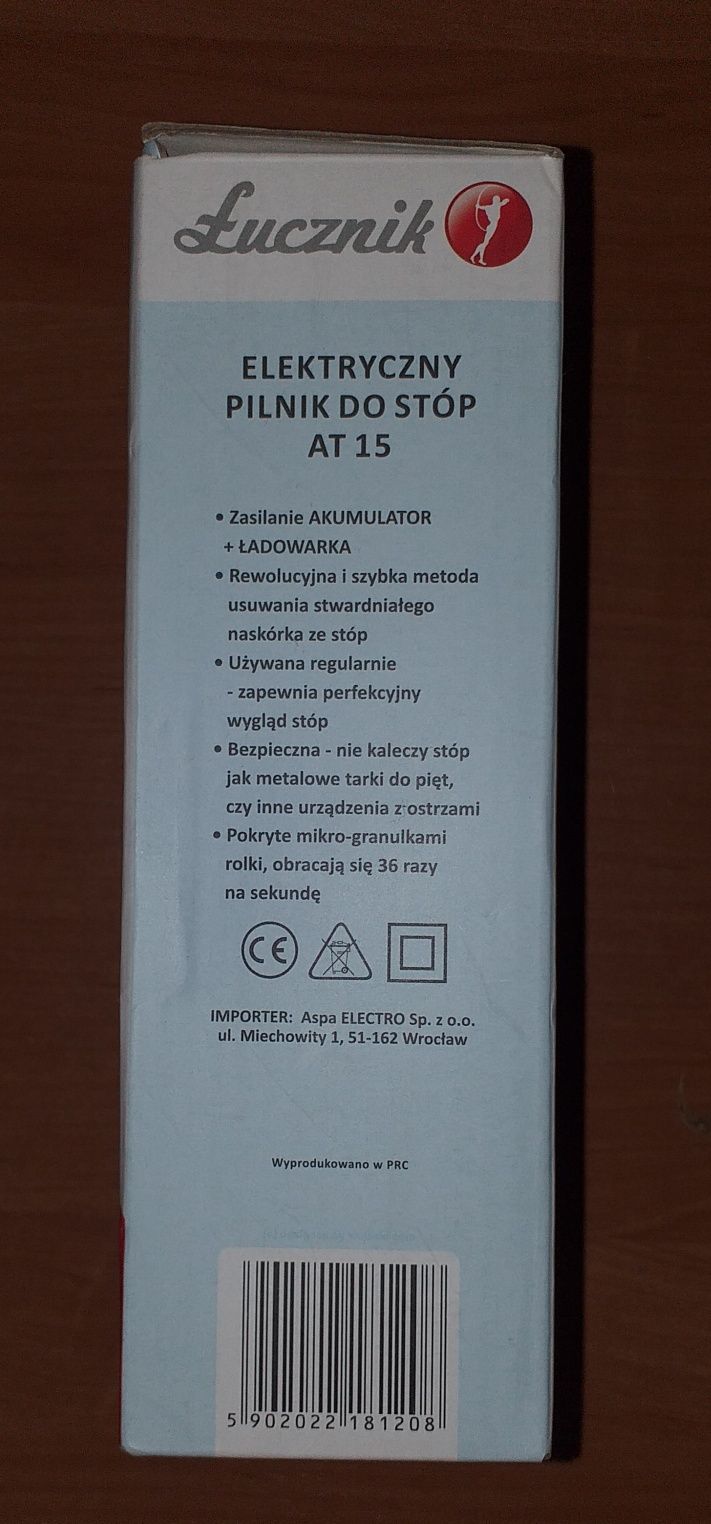 Łucznik
ELEKTRYCZNY
PILNIK DO STÓP
AT 15
• Zasilanie AKUMULATOR
+ ŁADOWARKA
• Rewolucyjna i szybka metoda
usuwania stwardniałego
naskórka ze stóp
• Używana regularnie
- zapewnia perfekcyjny
wygląd stóp
• Bezpieczna - nie kaleczy stóp
jak metalowe tarki do pięt,
czy inne urządzenia z ostrzami
• Pokryte mikro-granulkami
rolki, obracają się 36 razy
na sekundę
CE
IMPORTER: Aspa ELECTRO Sp. z o.o.
ul. Miechowity 1, 51-162 Wrocław
Wyprodukowano w PRC
5 902022 181208